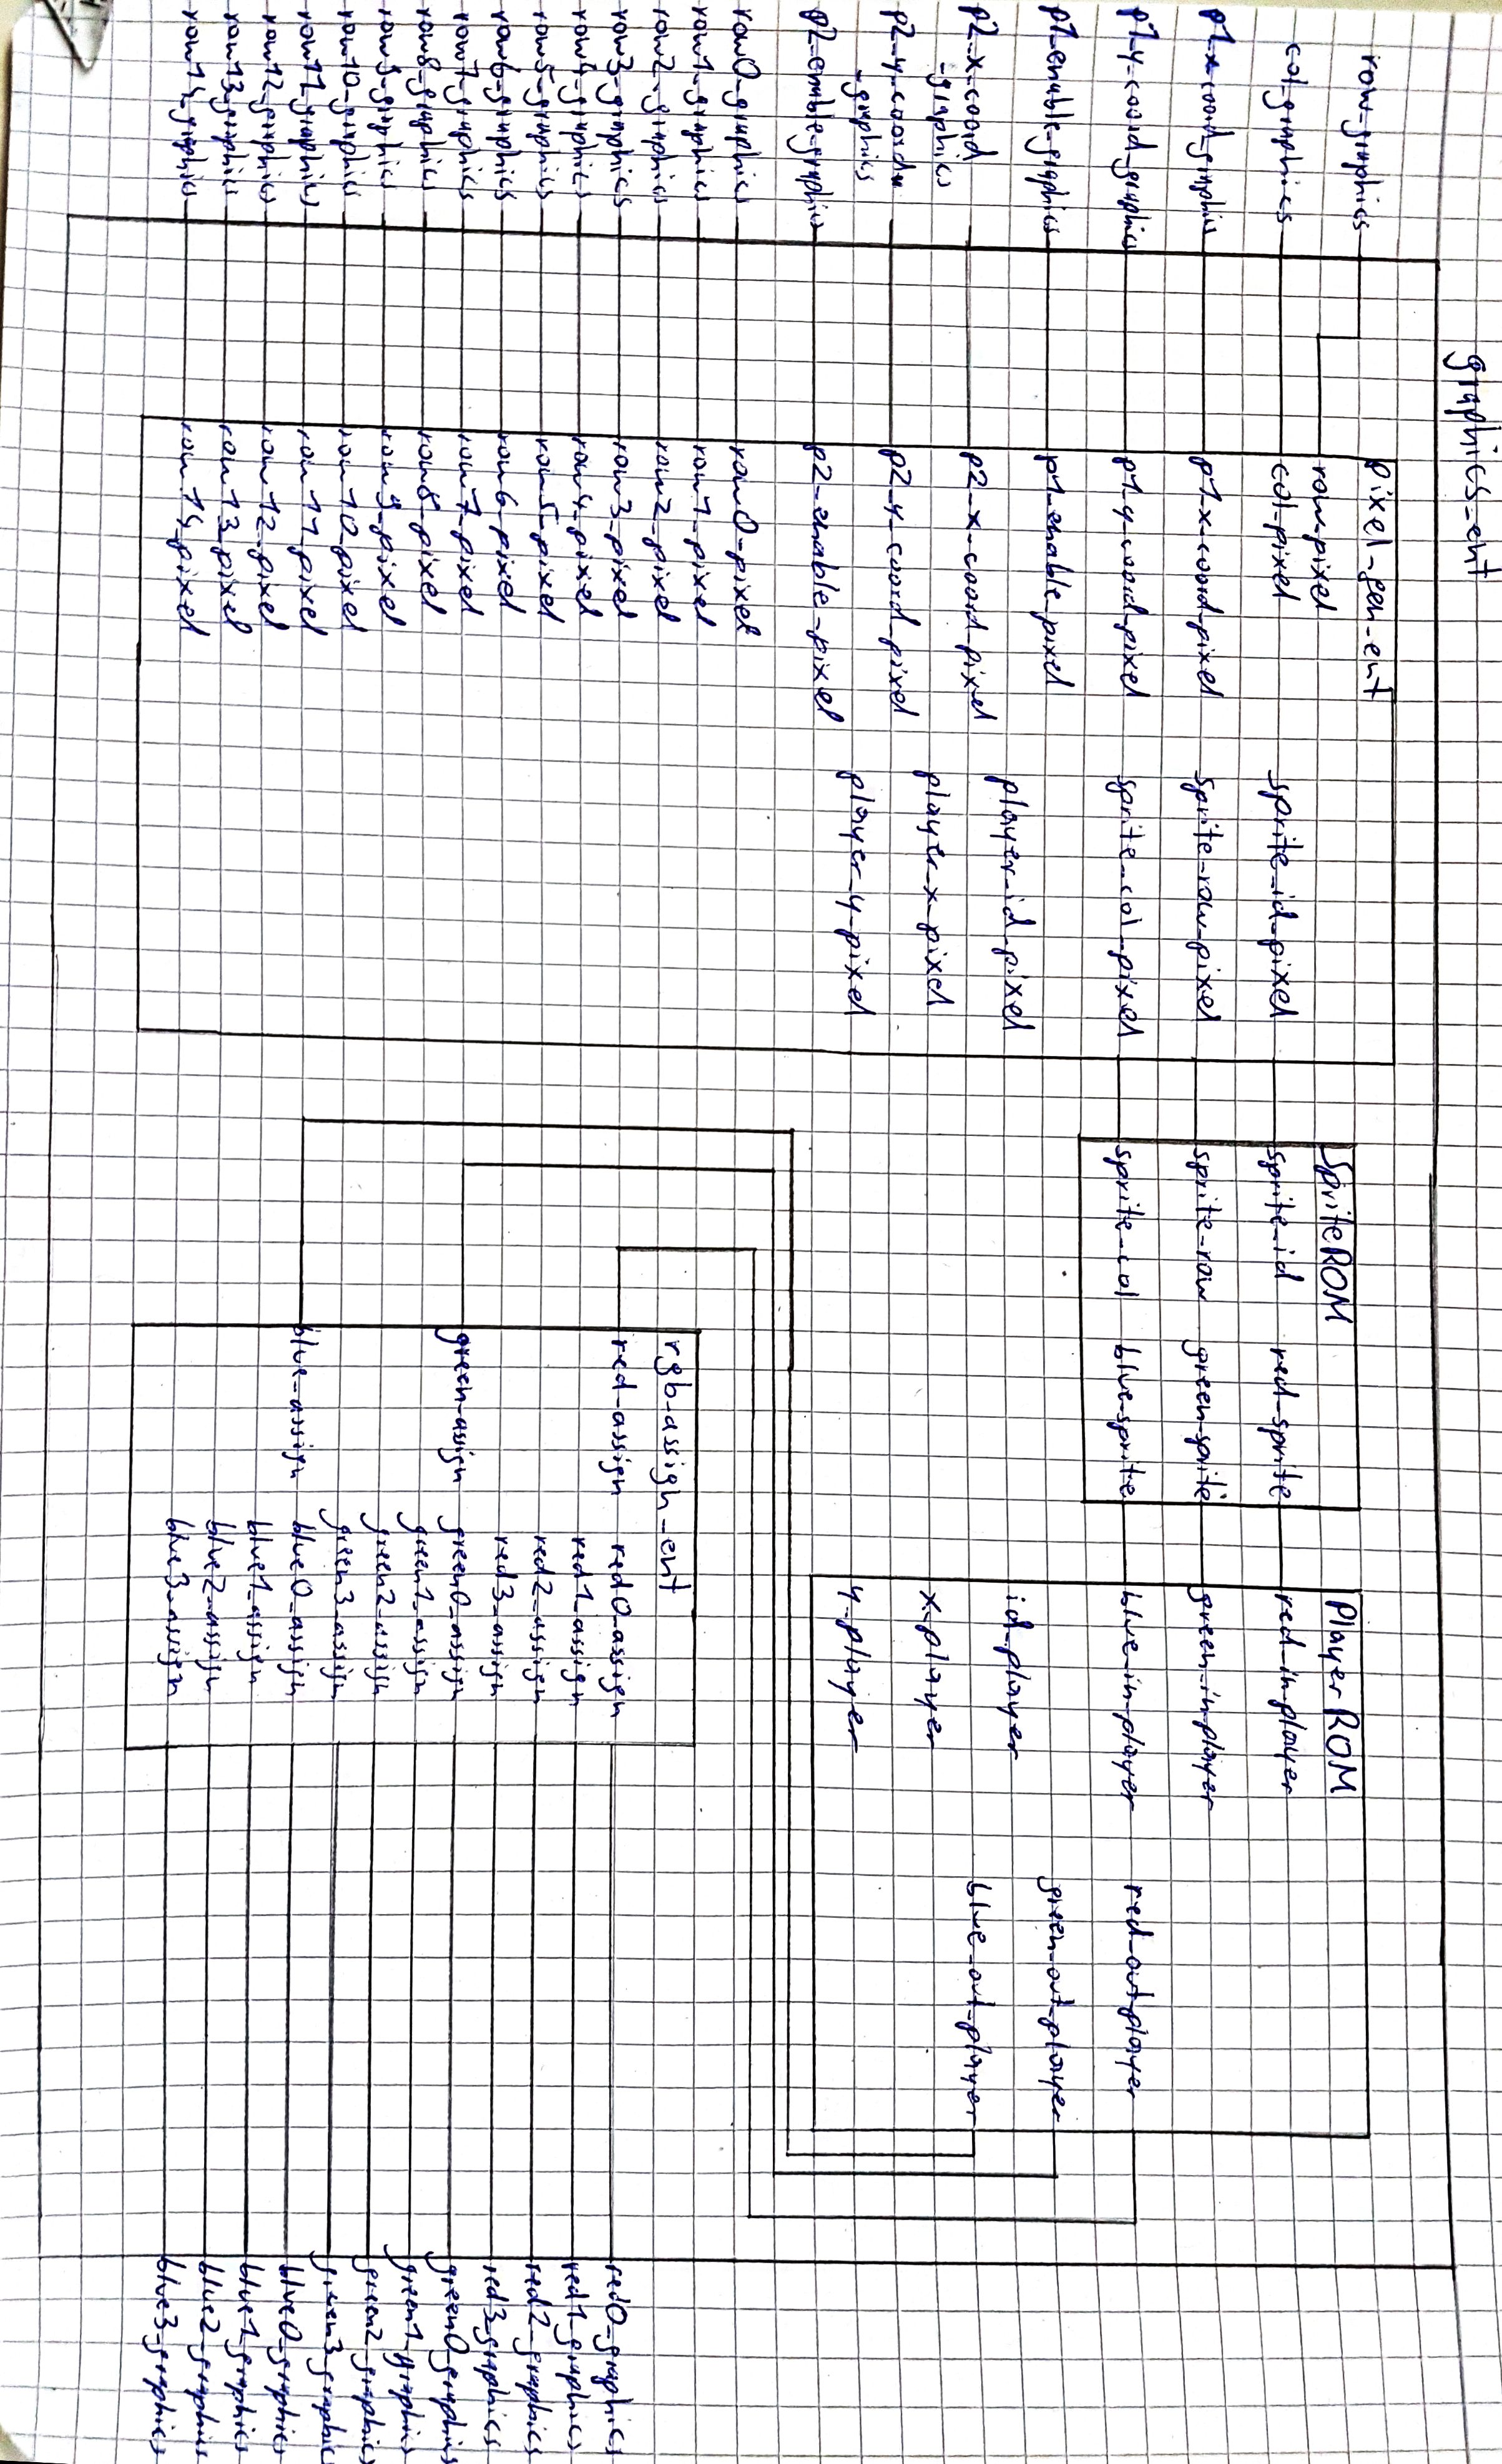 graphics_ent
row_graphics
col_graphics
p1_x_coord_graphics
p1_y_coord_graphics
p1_enable_graphics
p2_x_coord
_graphics
p2_y_coord
_graphics
p2_enable_graphics
row0_graphics
row1_graphics
row2_graphics
row3_graphics
row4_graphics
row5_graphics
row6_graphics
row7_graphics
row8_graphics
row9_graphics
row10_graphics
row11_graphics
row12_graphics
row13_graphics
row14_graphics
pixel_gen_ent
row_pixel
col_pixel
p1_x_coord_pixel
p1_y_coord_pixel
p1_enable_pixel
p2_x_coord_pixel
p2_y_coord_pixel
p2_enable_pixel
row0_pixel
row1_pixel
row2_pixel
row3_pixel
row4_pixel
row5_pixel
row6_pixel
row7_pixel
row8_pixel
row9_pixel
row10_pixel
row11_pixel
row12_pixel
row13_pixel
row14_pixel
sprite_id_pixel
sprite_row_pixel
sprite_col_pixel
player_id_pixel
player_x_pixel
player_y_pixel
SpriteROM
sprite_id red_sprite
sprite_row green_sprite
sprite_col blue_sprite
PlayerROM
red_in_player
green_in_player
blue_in_player
id_player
x_player
y_player
red_out_player
green_out_player
blue_out_player
rgb_assign_ent
red_assign
green_assign
blue_assign
red0_assign
red1_assign
red2_assign
red3_assign
green0_assign
green1_assign
green2_assign
green3_assign
blue0_assign
blue1_assign
blue2_assign
blue3_assign
red0_graphics
red1_graphics
red2_graphics
red3_graphics
green0_graphics
green1_graphics
green2_graphics
green3_graphics
blue0_graphics
blue1_graphics
blue2_graphics
blue3_graphics